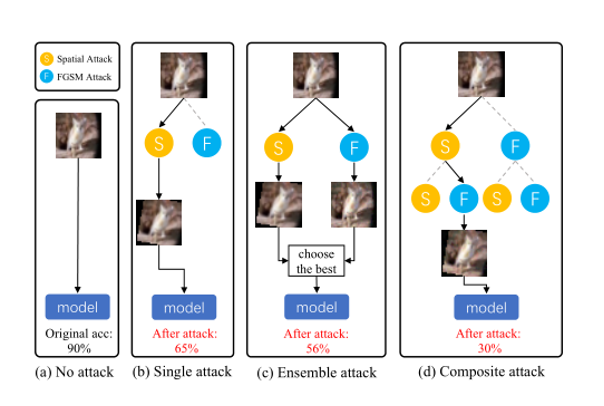 S Spatial Attack
F FGSM Attack
model
Original acc:
90%
(a) No attack
S F
model
After attack:
65%
(b) Single attack
S F
choose
the best
model
After attack:
56%
(c) Ensemble attack
S F
S F S F
model
After attack:
30%
(d) Composite attack